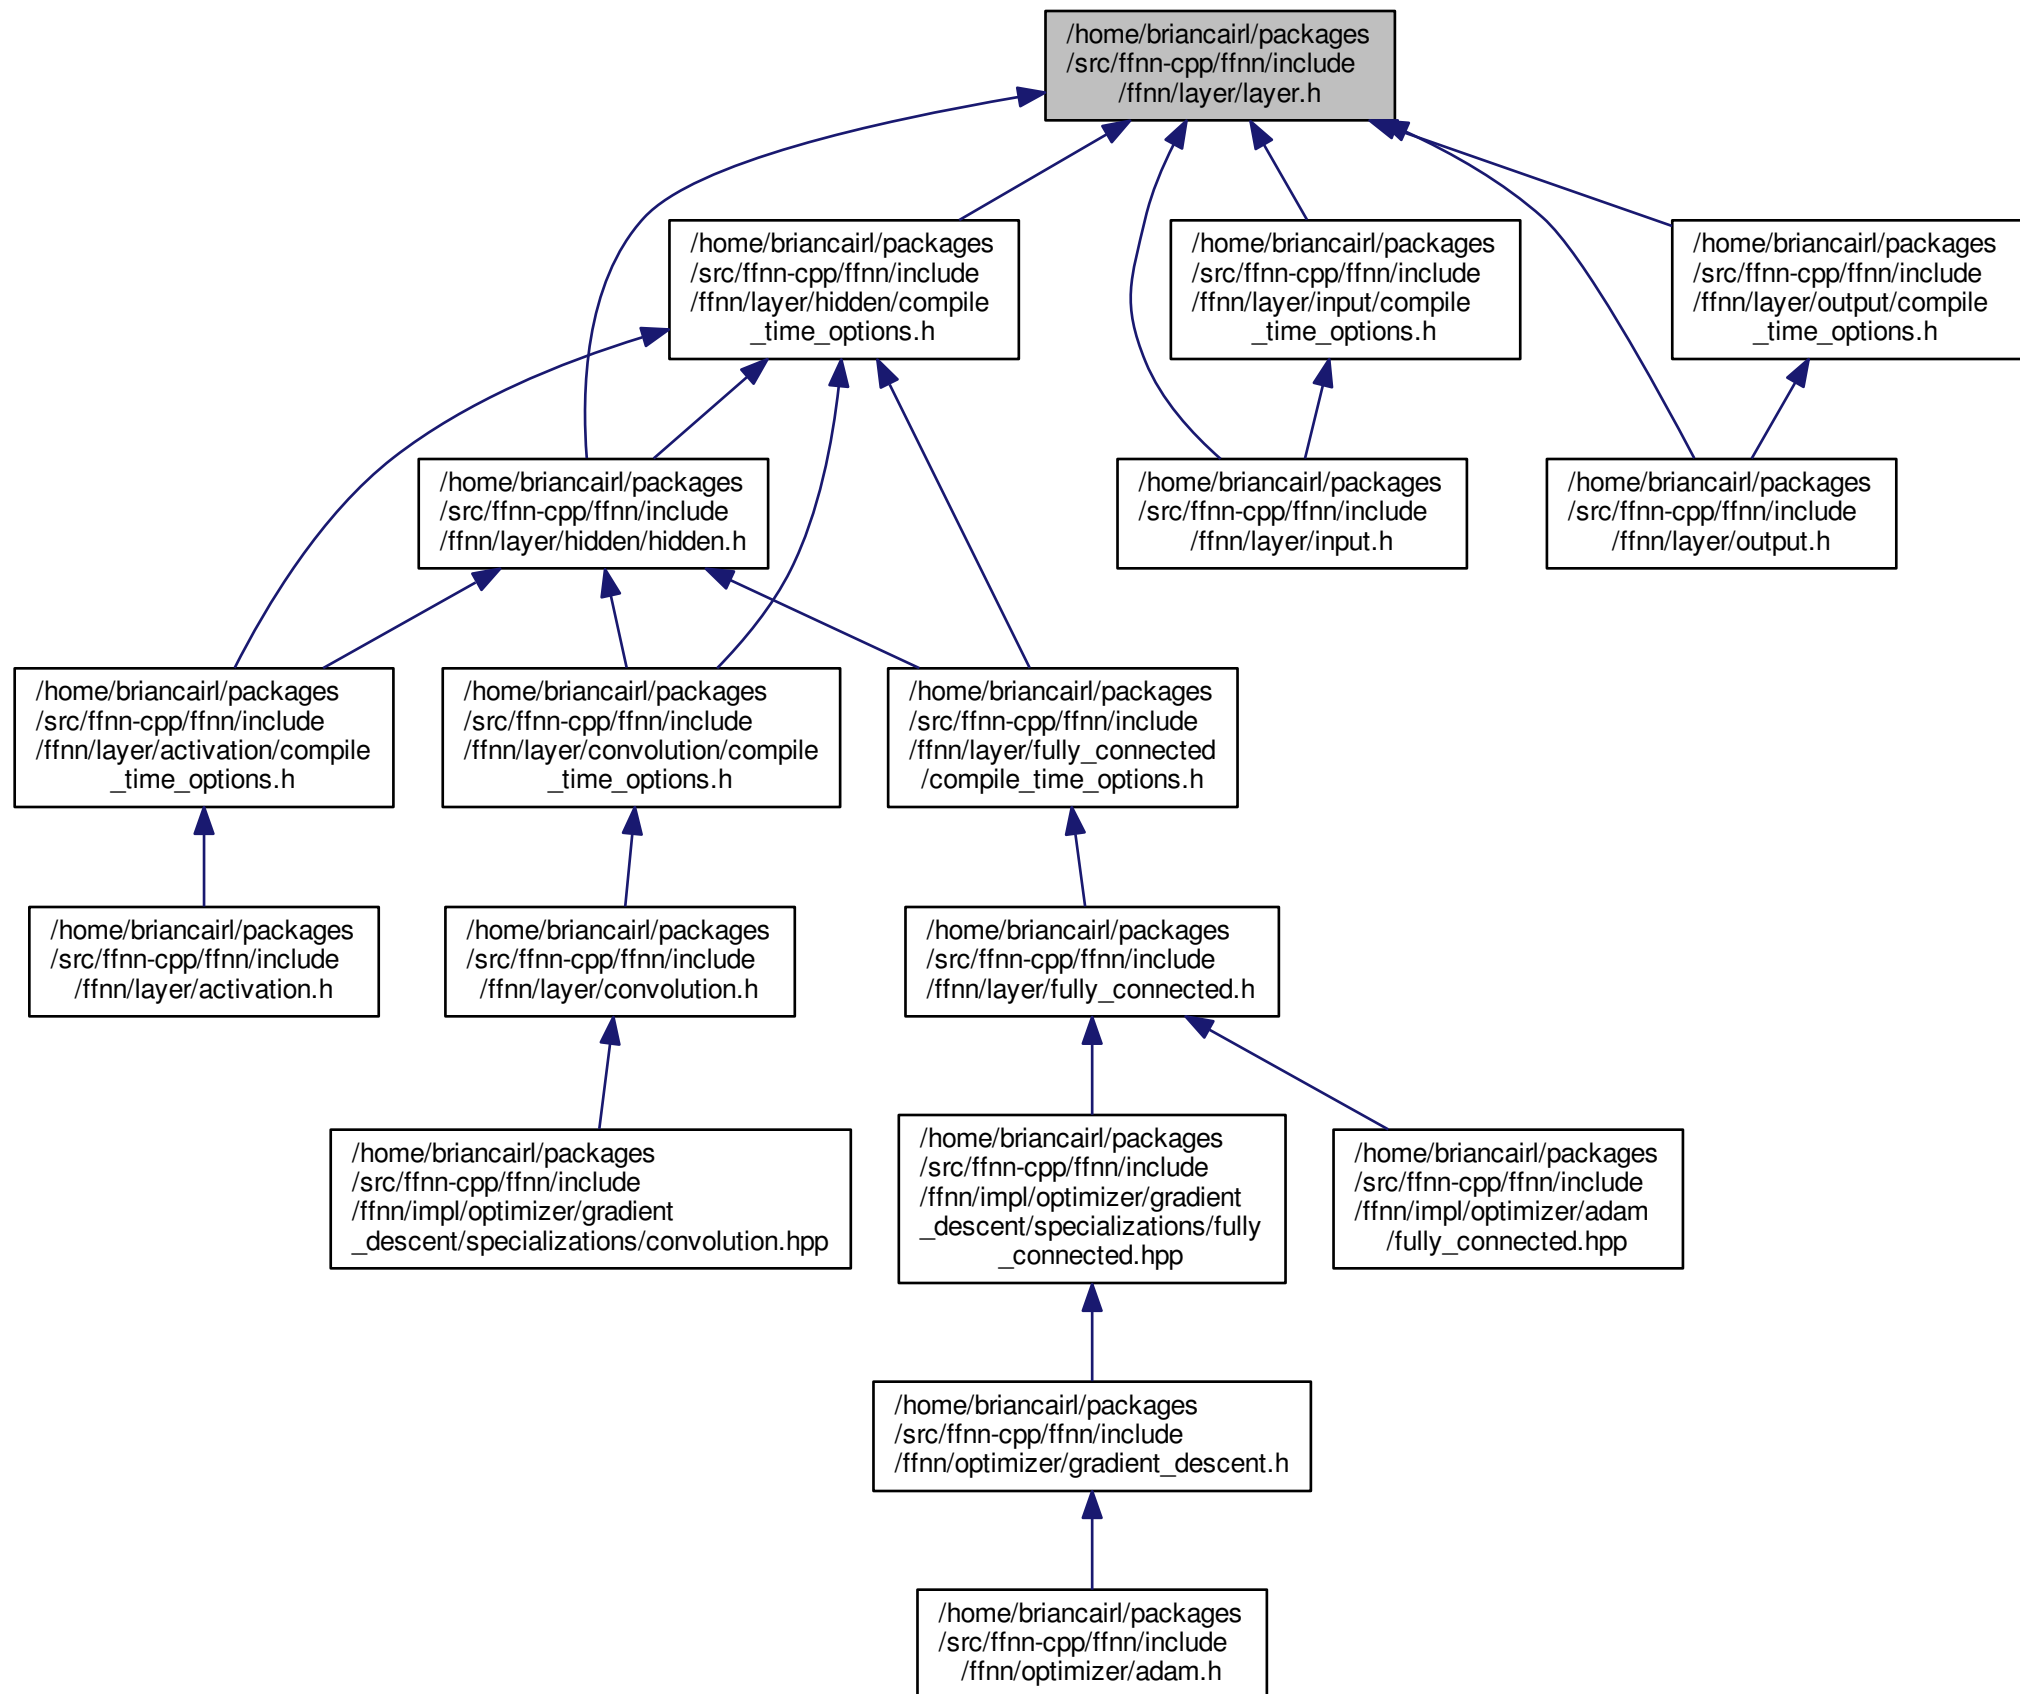 /home/briancairl/packages
/src/ffnn-cpp/ffnn/include
/ffnn/layer/layer.h
/home/briancairl/packages
/src/ffnn-cpp/ffnn/include
/ffnn/layer/hidden/compile
_time_options.h
/home/briancairl/packages
/src/ffnn-cpp/ffnn/include
/ffnn/layer/input/compile
_time_options.h
/home/briancairl/packages
/src/ffnn-cpp/ffnn/include
/ffnn/layer/output/compile
_time_options.h
/home/briancairl/packages
/src/ffnn-cpp/ffnn/include
/ffnn/layer/hidden/hidden.h
/home/briancairl/packages
/src/ffnn-cpp/ffnn/include
/ffnn/layer/input.h
/home/briancairl/packages
/src/ffnn-cpp/ffnn/include
/ffnn/layer/output.h
/home/briancairl/packages
/src/ffnn-cpp/ffnn/include
/ffnn/layer/activation/compile
_time_options.h
/home/briancairl/packages
/src/ffnn-cpp/ffnn/include
/ffnn/layer/convolution/compile
_time_options.h
/home/briancairl/packages
/src/ffnn-cpp/ffnn/include
/ffnn/layer/fully_connected
/compile_time_options.h
/home/briancairl/packages
/src/ffnn-cpp/ffnn/include
/ffnn/layer/activation.h
/home/briancairl/packages
/src/ffnn-cpp/ffnn/include
/ffnn/layer/convolution.h
/home/briancairl/packages
/src/ffnn-cpp/ffnn/include
/ffnn/layer/fully_connected.h
/home/briancairl/packages
/src/ffnn-cpp/ffnn/include
/ffnn/impl/optimizer/gradient
_descent/specializations/convolution.hpp
/home/briancairl/packages
/src/ffnn-cpp/ffnn/include
/ffnn/impl/optimizer/gradient
_descent/specializations/fully
_connected.hpp
/home/briancairl/packages
/src/ffnn-cpp/ffnn/include
/ffnn/impl/optimizer/adam
/fully_connected.hpp
/home/briancairl/packages
/src/ffnn-cpp/ffnn/include
/ffnn/optimizer/gradient_descent.h
/home/briancairl/packages
/src/ffnn-cpp/ffnn/include
/ffnn/optimizer/adam.h